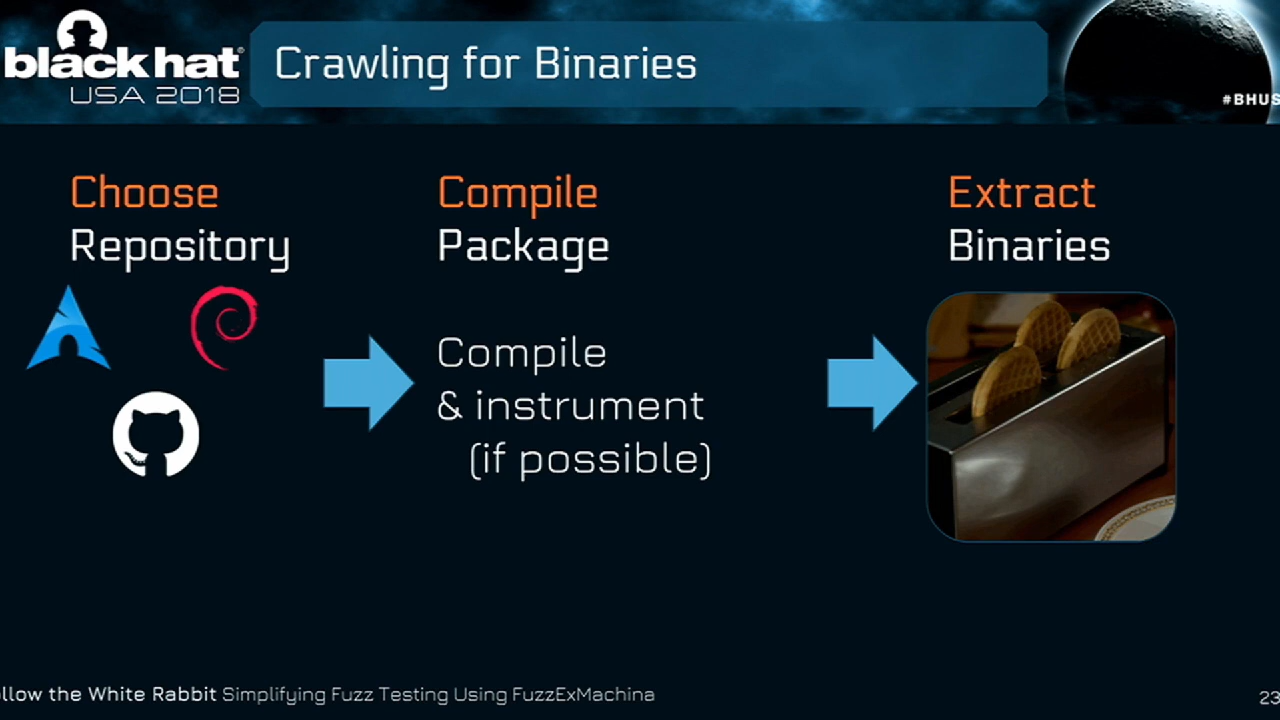 black hat
USA 2018
Crawling for Binaries
#BHUS
Choose
Repository
Compile
Package
Extract
Binaries
Compile
& instrument
(if possible)
llow the White Rabbit Simplifying Fuzz Testing Using FuzzExMachina
23